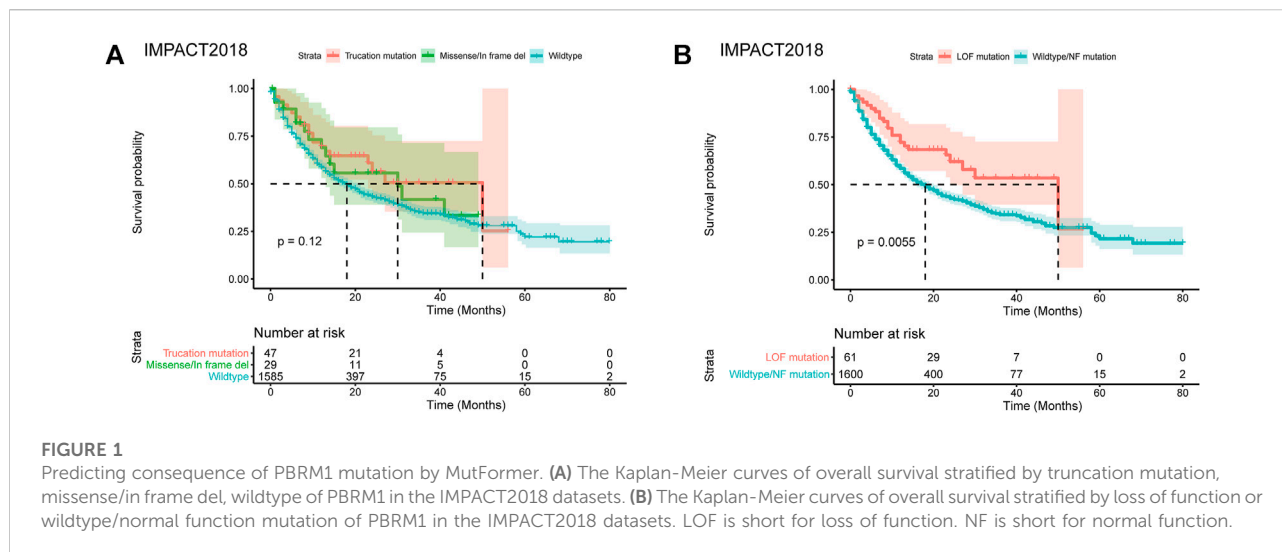 A IMPACT2018
Strata Trucation mutation Missense/In frame del Wildtype
Survival probability
1.00
0.75
0.50
0.25
0.00
p = 0.12
0 20 40 60 80
Time (Months)
Number at risk
Strata
Trucation mutation 47 21 4 0 0
Missense/In frame del 29 11 5 0 0
Wildtype 1585 397 75 15 2
0 20 40 60 80
Time (Months)
B IMPACT2018
Strata LOF mutation Wildtype/NF mutation
Survival probability
1.00
0.75
0.50
0.25
0.00
p = 0.0055
0 20 40 60 80
Time (Months)
Number at risk
Strata
LOF mutation 61 29 7 0 0
Wildtype/NF mutation 1600 400 77 15 2
0 20 40 60 80
Time (Months)
FIGURE 1
Predicting consequence of PBRM1 mutation by MutFormer. (A) The Kaplan-Meier curves of overall survival stratified by truncation mutation,
missense/in frame del, wildtype of PBRM1 in the IMPACT2018 datasets. (B) The Kaplan-Meier curves of overall survival stratified by loss of function or
wildtype/normal function mutation of PBRM1 in the IMPACT2018 datasets. LOF is short for loss of function. NF is short for normal function.